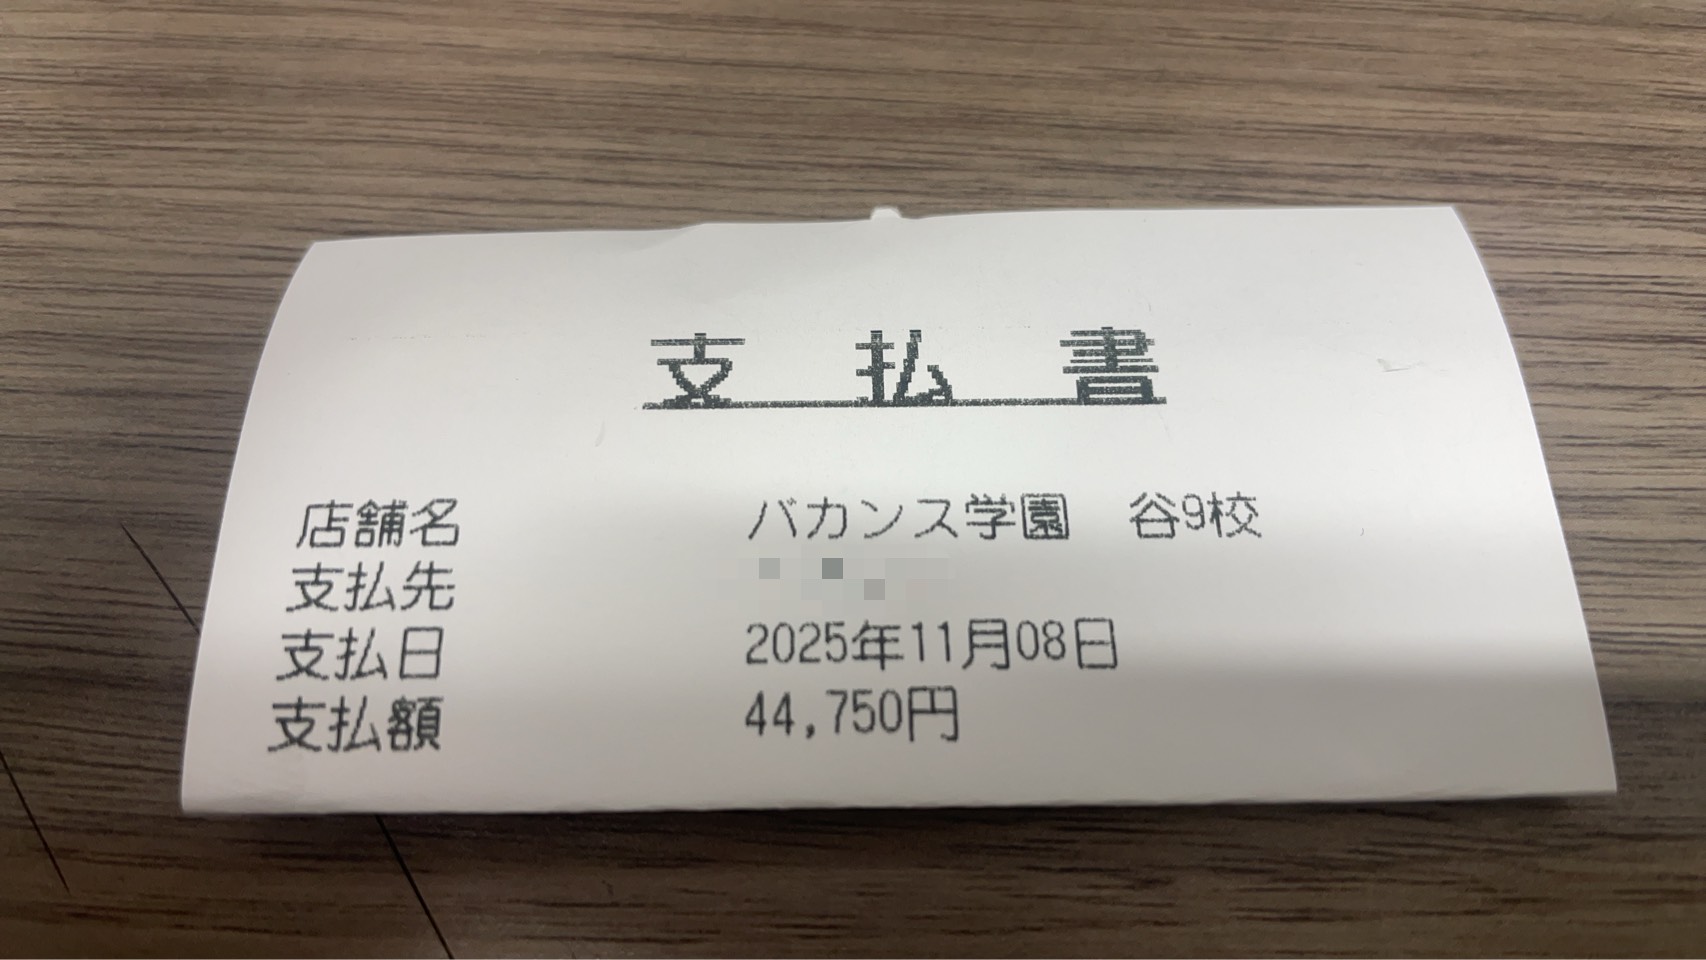 支払書
店舗名 バカンス学園 谷9校
支払先
支払日 2025年11月08日
支払額 44,750円